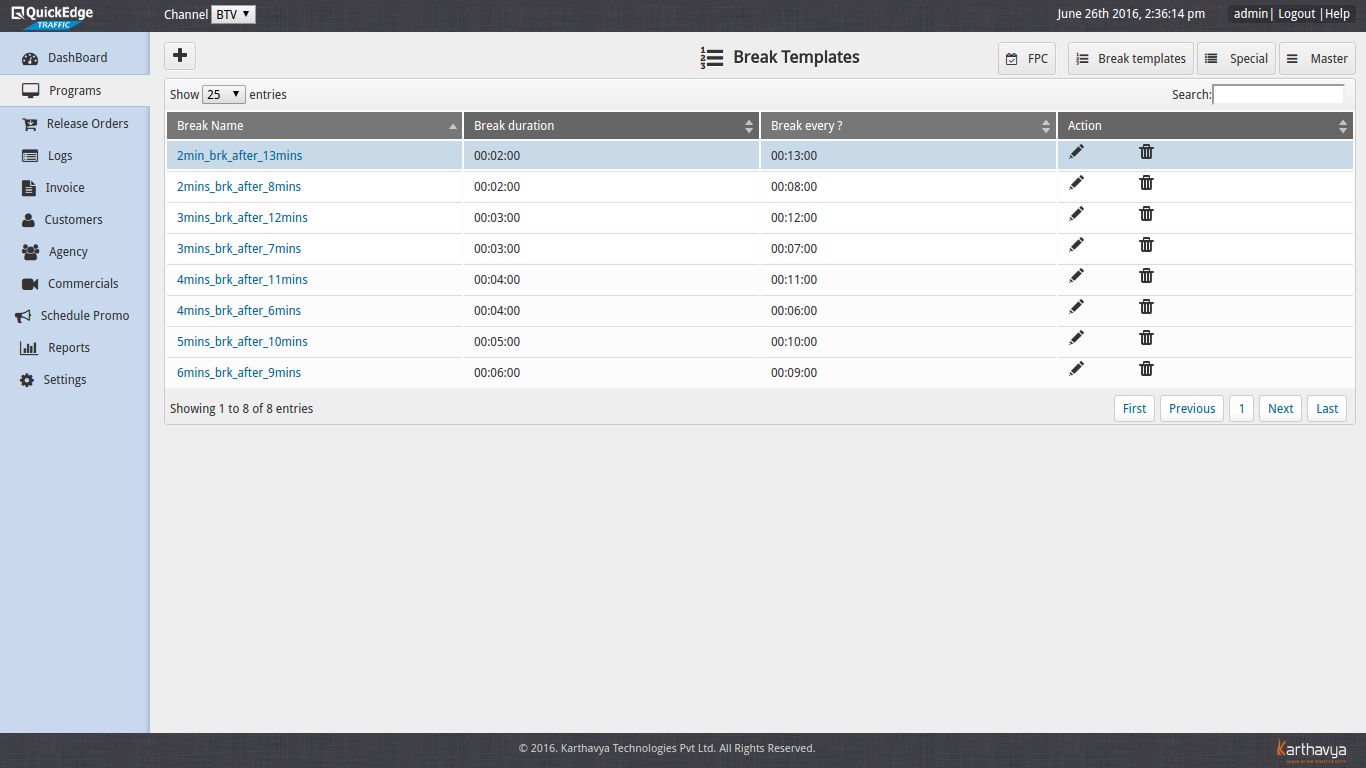 QuickEdge
TRAFFIC
Channel BTV
June 26th 2016, 2:36:14 pm admin| Logout |Help
DashBoard
Programs
Release Orders
Logs
Invoice
Customers
Agency
Commercials
Schedule Promo
Reports
Settings
Break Templates
FPC Break templates Special Master
Show 25 entries Search:
Break Name Break duration Break every ? Action
2min_brk_after_13mins 00:02:00 00:13:00
2mins_brk_after_8mins 00:02:00 00:08:00
3mins_brk_after_12mins 00:03:00 00:12:00
3mins_brk_after_7mins 00:03:00 00:07:00
4mins_brk_after_11mins 00:04:00 00:11:00
4mins_brk_after_6mins 00:04:00 00:06:00
5mins_brk_after_10mins 00:05:00 00:10:00
6mins_brk_after_9mins 00:06:00 00:09:00
Showing 1 to 8 of 8 entries First Previous 1 Next Last
© 2016. Karthavya Technologies Pvt Ltd. All Rights Reserved.
Karthavya